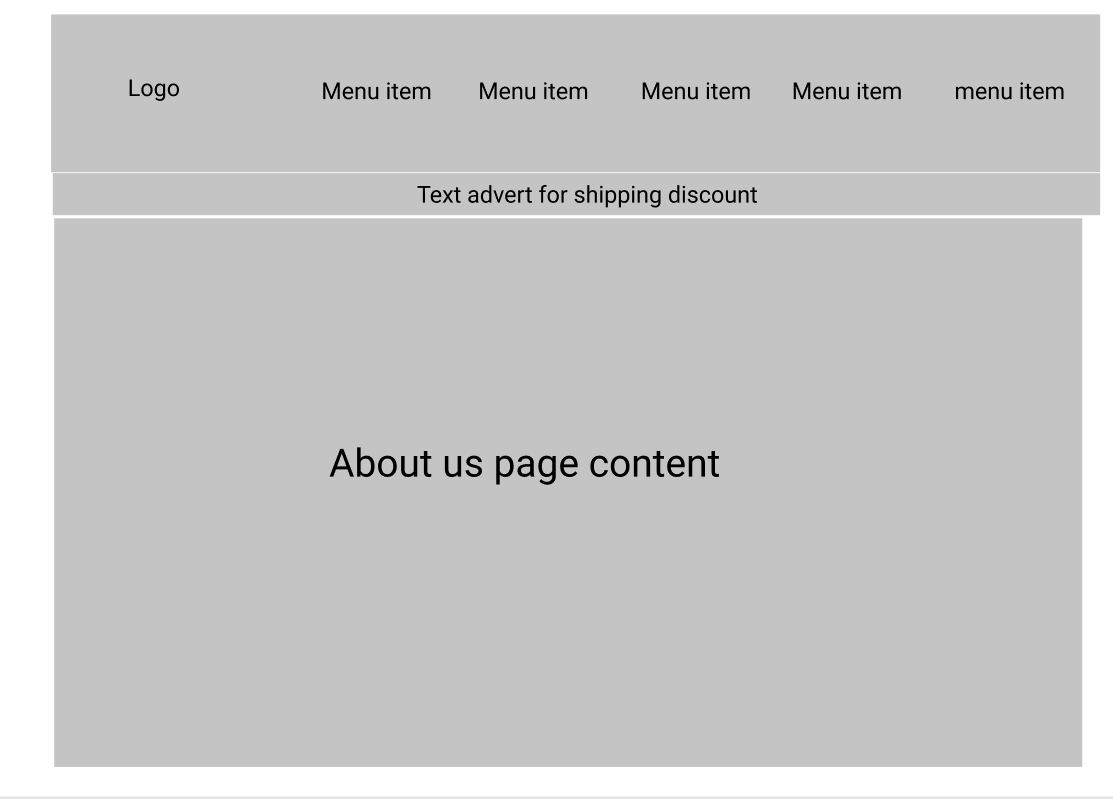 Logo
Menu item Menu item Menu item Menu item menu item
Text advert for shipping discount
About us page content